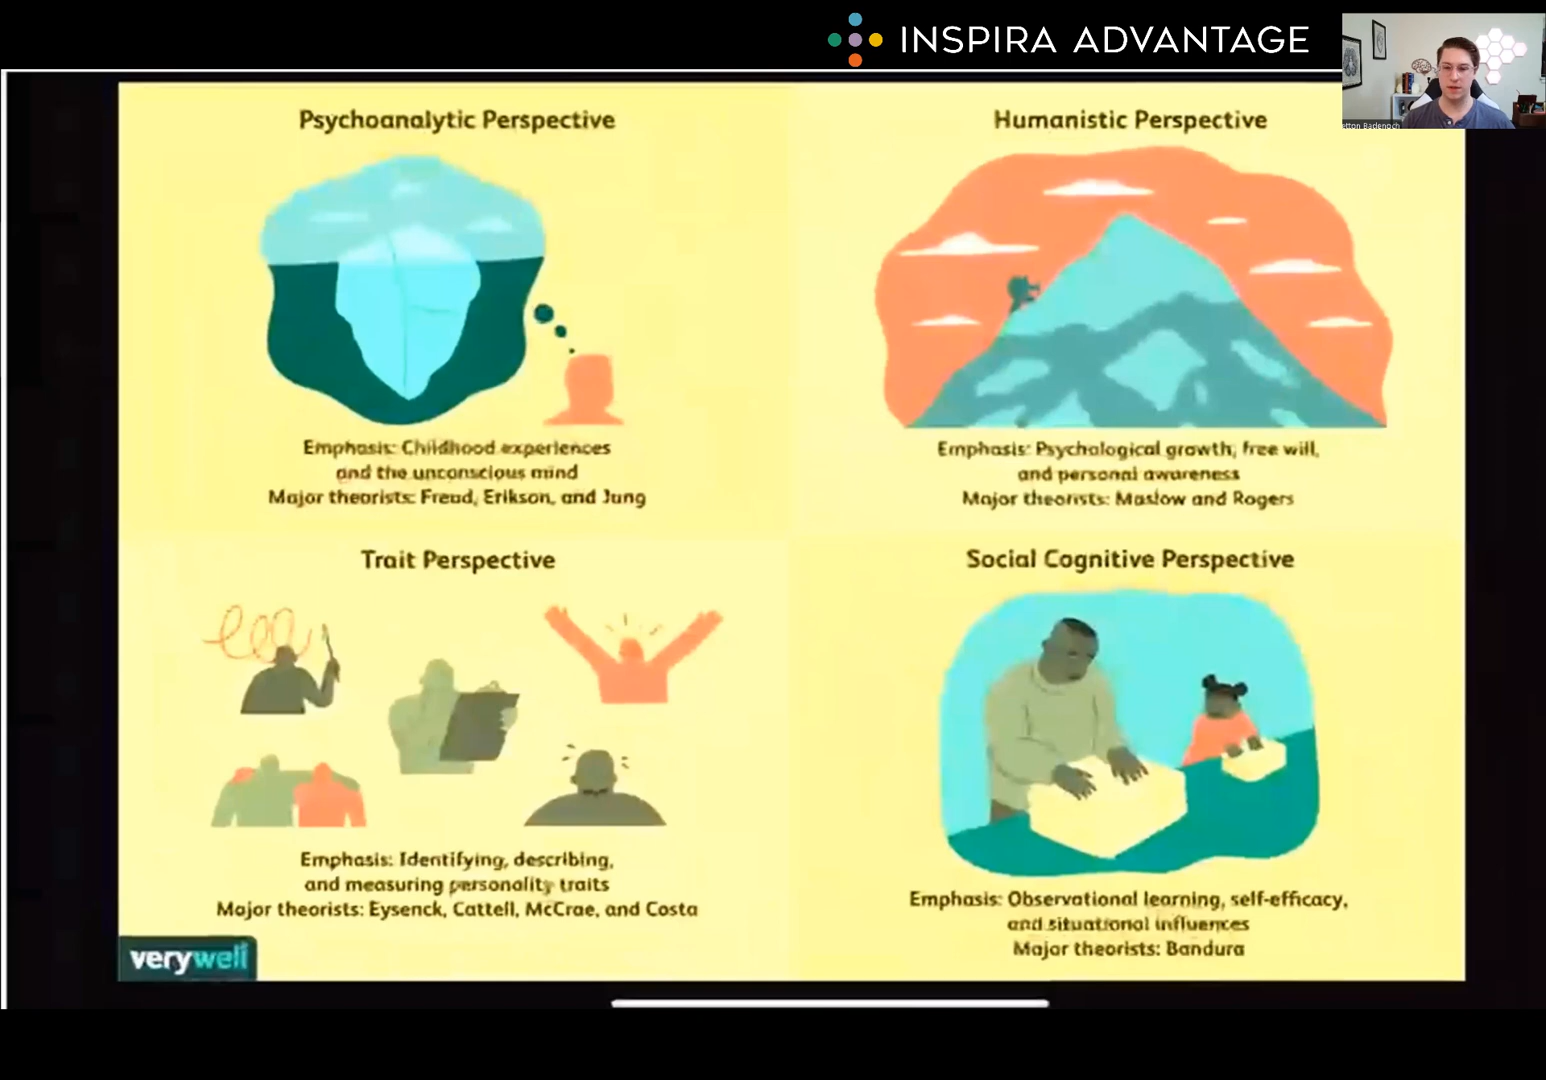 INSPIRA ADVANTAGE
Psychoanalytic Perspective
Emphasis: Childhood experiences
and the unconscious mind
Major theorists: Freud, Erikson, and Jung
Humanistic Perspective
Emphasis: Psychological growth, free will,
and personal awareness
Major theorists: Maslow and Rogers
Trait Perspective
Emphasis: Identifying, describing,
and measuring personality traits
Major theorists: Eysenck, Cattell, McCrae, and Costa
Social Cognitive Perspective
Emphasis: Observational learning, self-efficacy,
and situational influences
Major theorists: Bandura
verywell